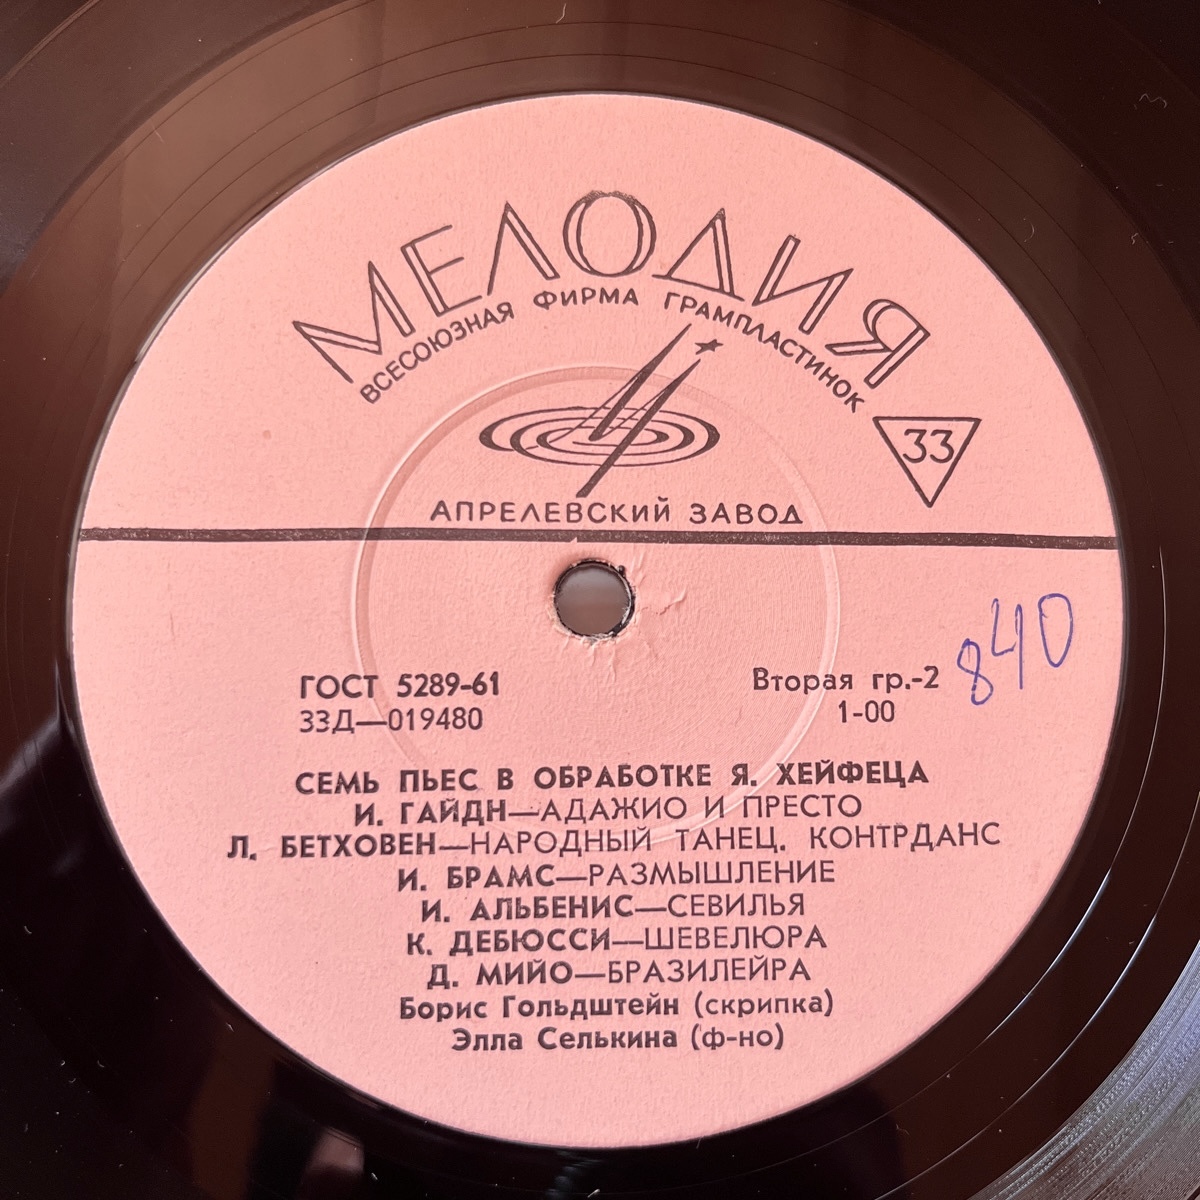 МЕЛОДИЯ
ВСЕСОЮЗНАЯ ФИРМА ГРАМПЛАСТИНОК
33
АПРЕЛЕВСКИЙ ЗАВОД
840
ГОСТ 5289-61
Вторая гр.-2
33Д—019480
1-00
СЕМЬ ПЬЕС В ОБРАБОТКЕ Я. ХЕЙФЕЦА
И. ГАЙДН—АДАЖИО И ПРЕСТО
Л. БЕТХОВЕН—НАРОДНЫЙ ТАНЕЦ. КОНТРДАНС
И. БРАМС—РАЗМЫШЛЕНИЕ
И. АЛЬБЕНИС—СЕВИЛЬЯ
К. ДЕБЮССИ—ШЕВЕЛЮРА
Д. МИЙО—БРАЗИЛЕЙРА
Борис Гольдштейн (скрипка)
Элла Селькина (ф-но)